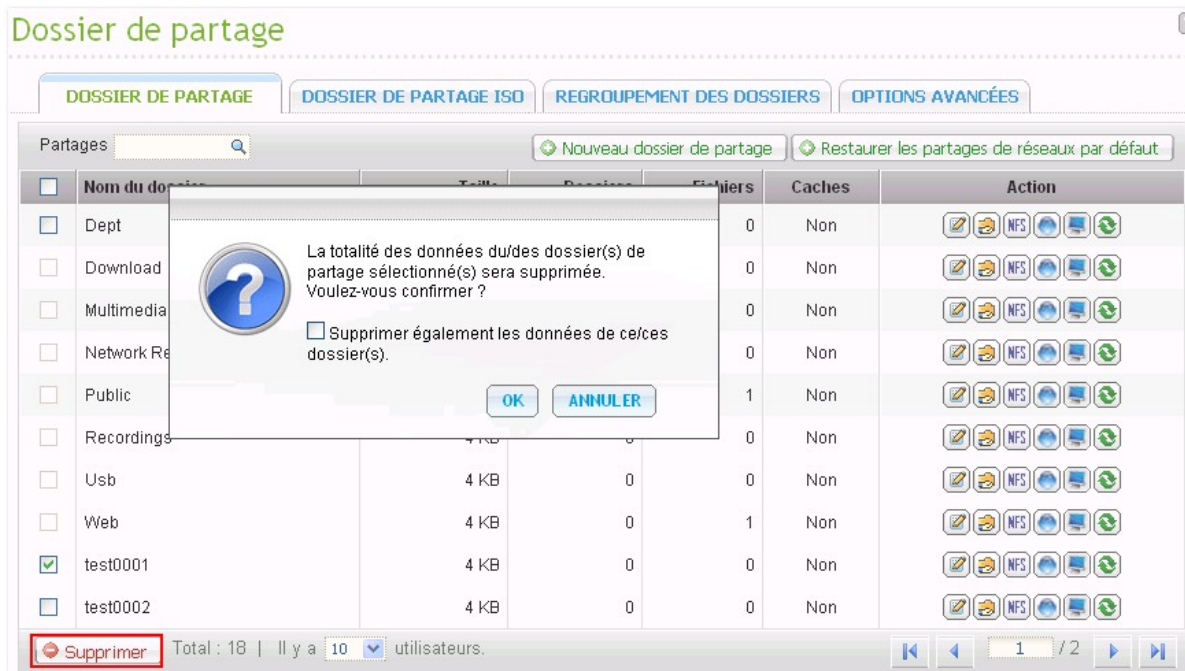 Dossier de partage
DOSSIER DE PARTAGE DOSSIER DE PARTAGE ISO REGROUPEMENT DES DOSSIERS OPTIONS AVANCÉES
Partages Nouveau dossier de partage Restaurer les partages de réseaux par défaut
Nom du Caches Action
Dept 0 Non NFS
Download 0 Non NFS
Multimedia 0 Non NFS
Network Re 0 Non NFS
Public 1 Non NFS
Recordings 0 Non NFS
Usb 4 KB 0 0 Non NFS
Web 4 KB 0 1 Non NFS
test0001 4 KB 0 0 Non NFS
test0002 4 KB 0 0 Non NFS
La totalité des données du/des dossier(s) de
partage sélectionné(s) sera supprimée.
Voulez-vous confirmer ?
Supprimer également les données de ce/ces
dossier(s).
OK ANNULER
Supprimer Total : 18 | Il y a 10 utilisateurs. 1 / 2